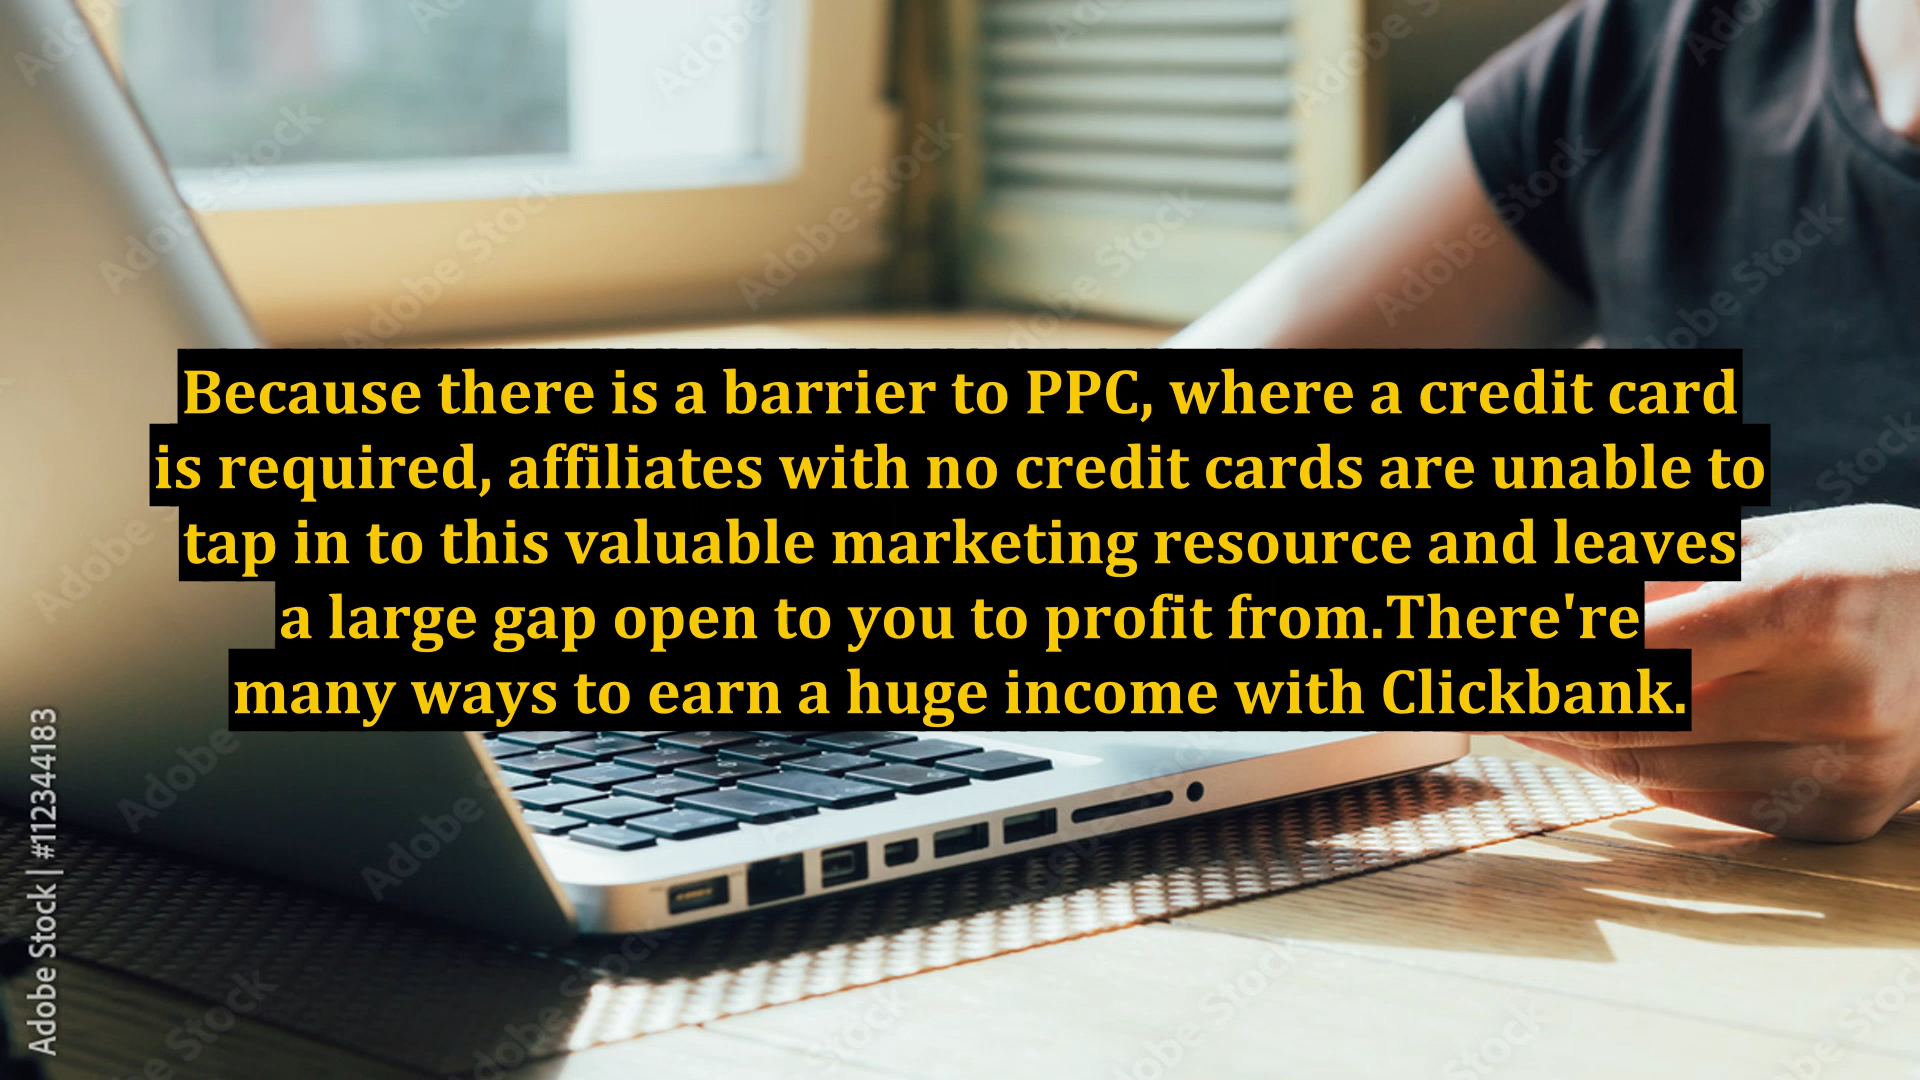 Because there is a barrier to PPC, where a credit card
is required, affiliates with no credit cards are unable to
tap in to this valuable marketing resource and leaves
a large gap open to you to profit from.There're
many ways to earn a huge income with Clickbank.
Adobe Stock | #112344183